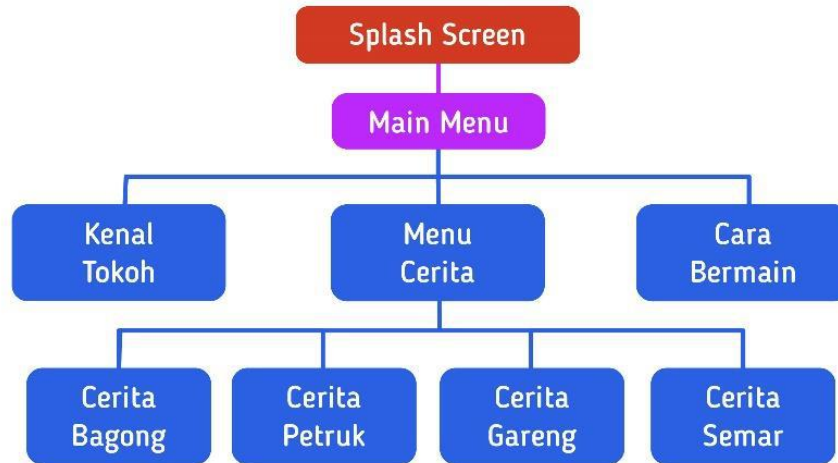 Splash Screen
Main Menu
Kenal
Tokoh
Menu
Cerita
Cara
Bermain
Cerita
Bagong
Cerita
Petruk
Cerita
Gareng
Cerita
Semar